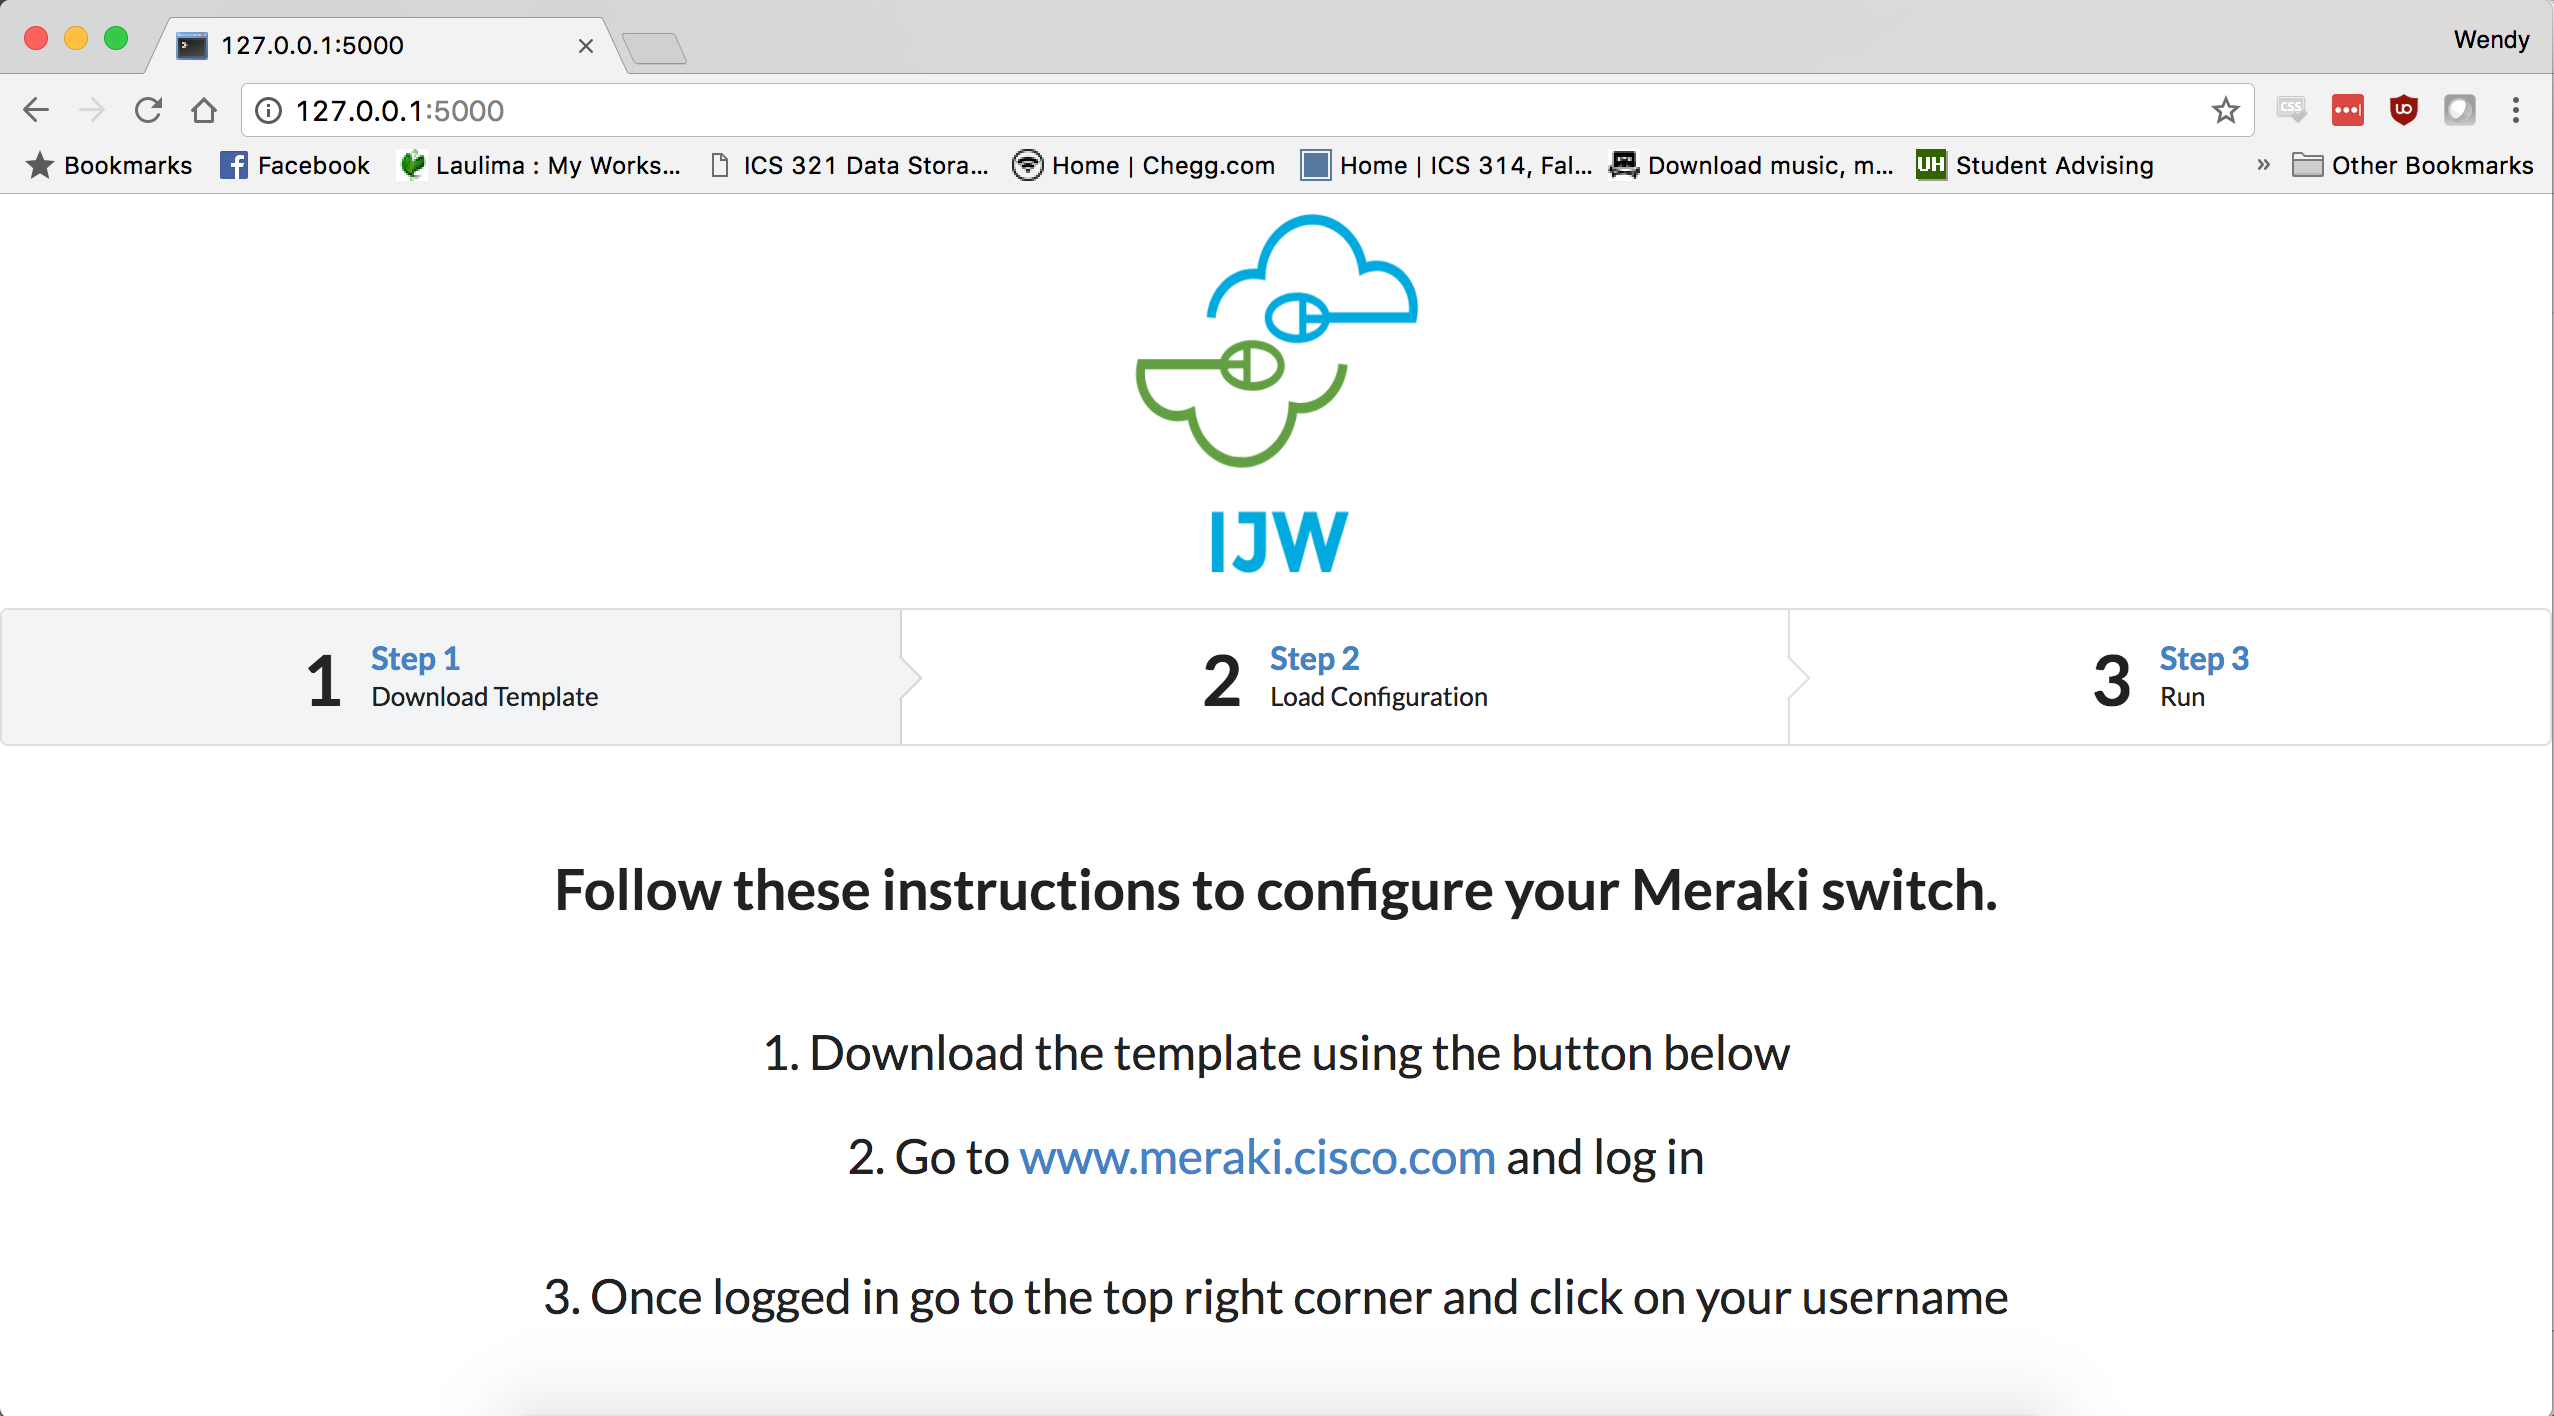 127.0.0.1:5000
Wendy
127.0.0.1:5000
CSS
Bookmarks
Facebook
Laulima : My Works...
ICS 321 Data Stora...
Home | Chegg.com
Home | ICS 314, Fal...
Download music, m...
UH
Student Advising
»
Other Bookmarks
IJW
1
Step 1
Download Template
2
Step 2
Load Configuration
3
Step 3
Run
Follow these instructions to configure your Meraki switch.
1. Download the template using the button below
2. Go to www.meraki.cisco.com and log in
3. Once logged in go to the top right corner and click on your username